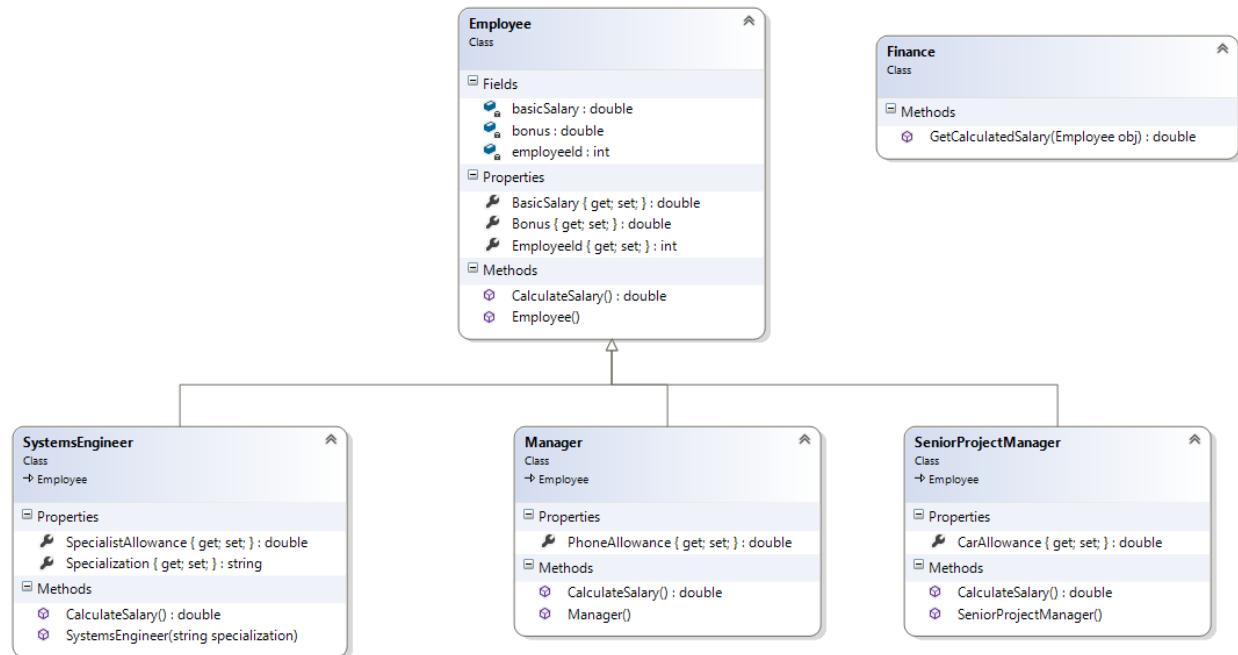 Employee
Class
Fields
basicSalary : double
bonus : double
employeeId : int
Properties
BasicSalary { get; set; } : double
Bonus { get; set; } : double
EmployeeId { get; set; } : int
Methods
CalculateSalary() : double
Employee()
Finance
Class
Methods
GetCalculatedSalary(Employee obj) : double
SystemsEngineer
Class
Employee
Properties
SpecialistAllowance { get; set; } : double
Specialization { get; set; } : string
Methods
CalculateSalary() : double
SystemsEngineer(string specialization)
Manager
Class
Employee
Properties
PhoneAllowance { get; set; } : double
Methods
CalculateSalary() : double
Manager()
SeniorProjectManager
Class
Employee
Properties
CarAllowance { get; set; } : double
Methods
CalculateSalary() : double
SeniorProjectManager()